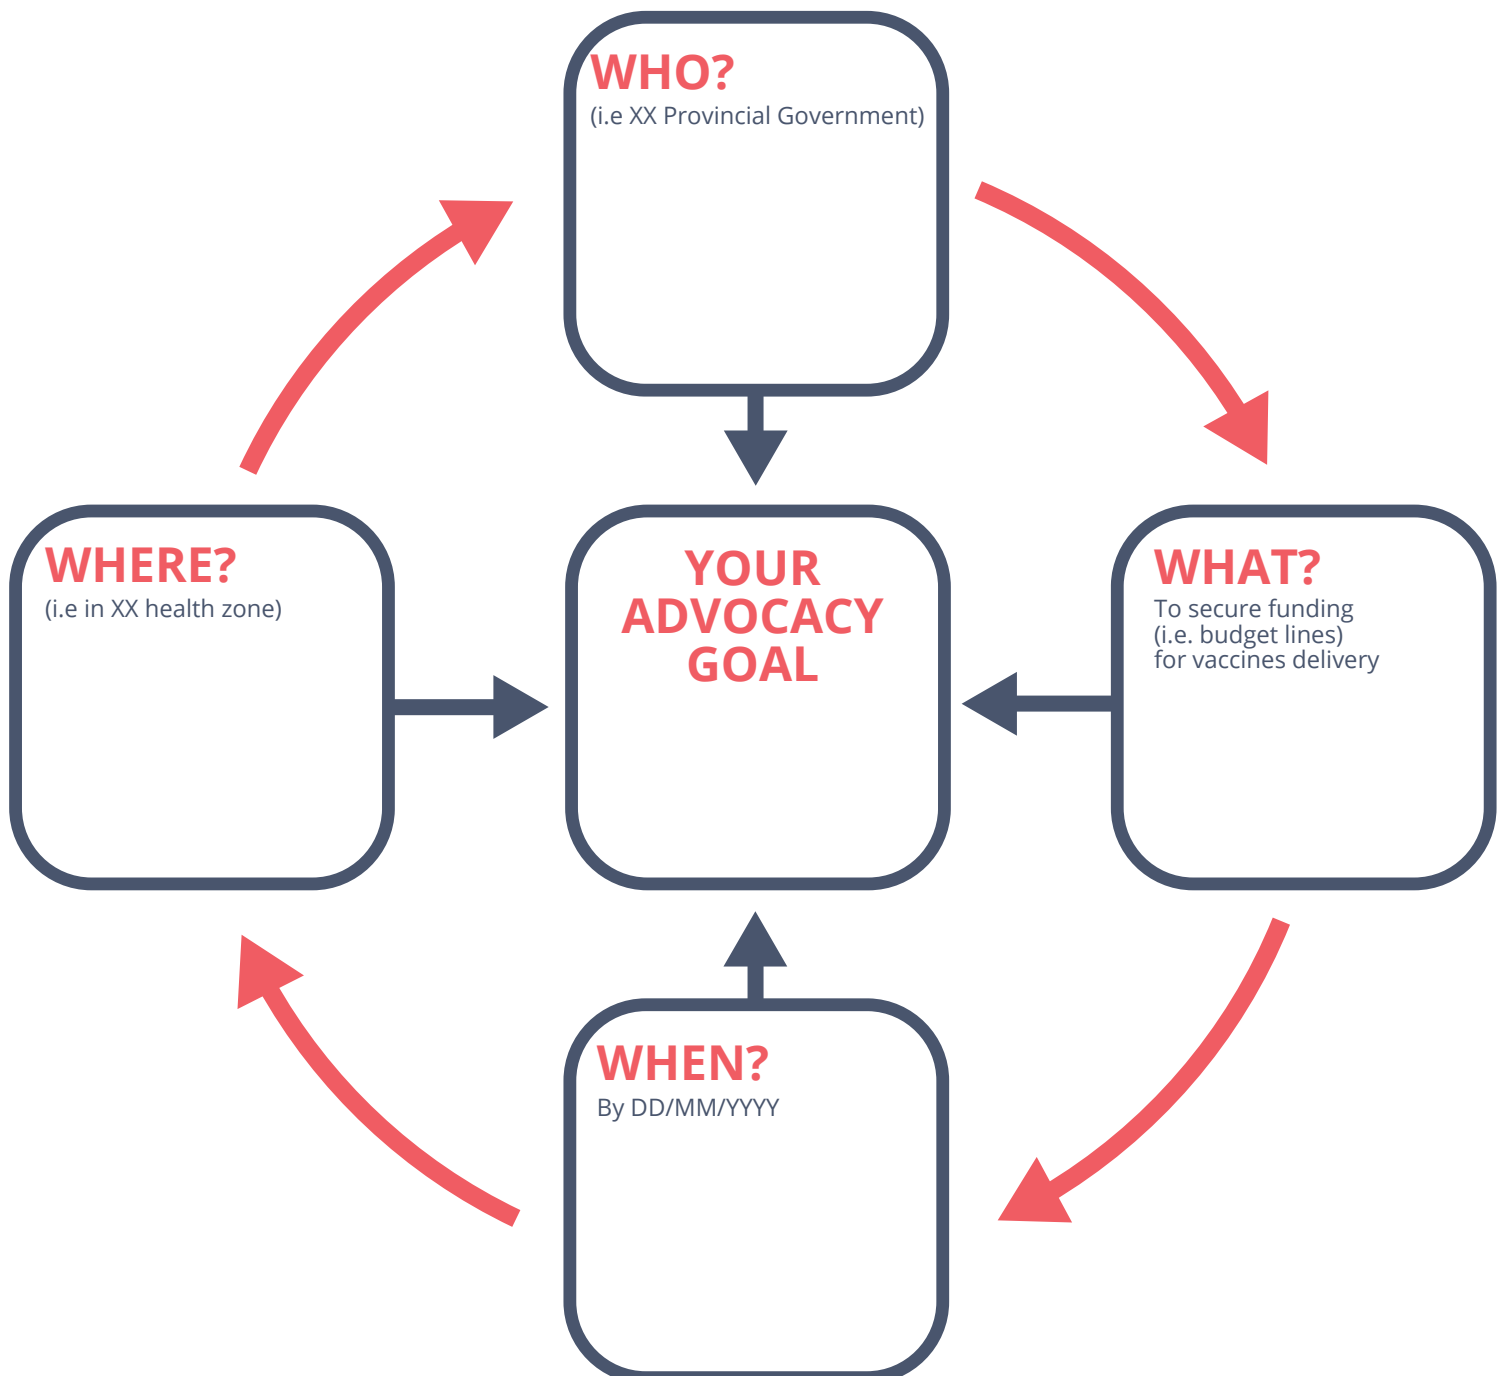 WHO?
(i.e XX Provincial Government)
WHERE?
(i.e in XX health zone)
YOUR
ADVOCACY
GOAL
WHAT?
To secure funding
(i.e. budget lines)
for vaccines delivery
WHEN?
By DD/MM/YYYY